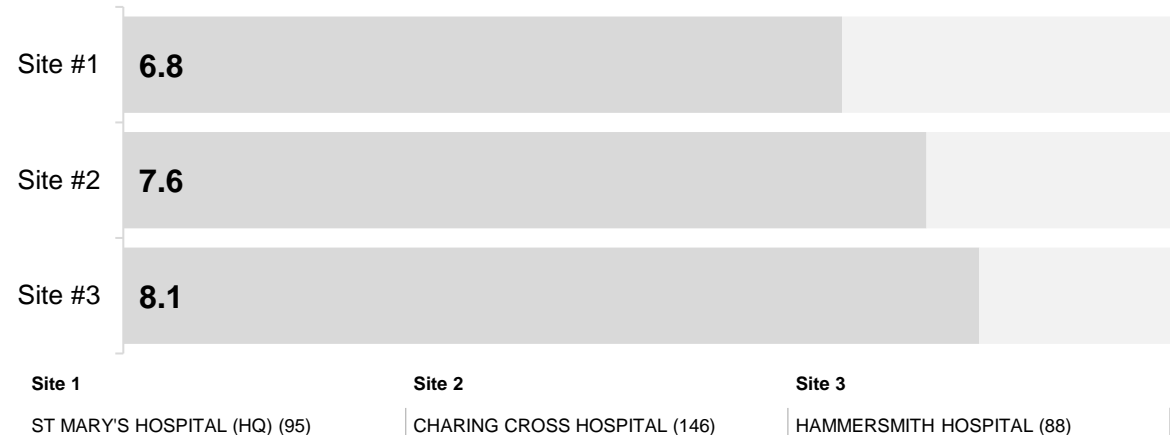 Site #1 6.8
Site #2 7.6
Site #3 8.1
Site 1 Site 2 Site 3
ST MARY'S HOSPITAL (HQ) (95) CHARING CROSS HOSPITAL (146) HAMMERSMITH HOSPITAL (88)